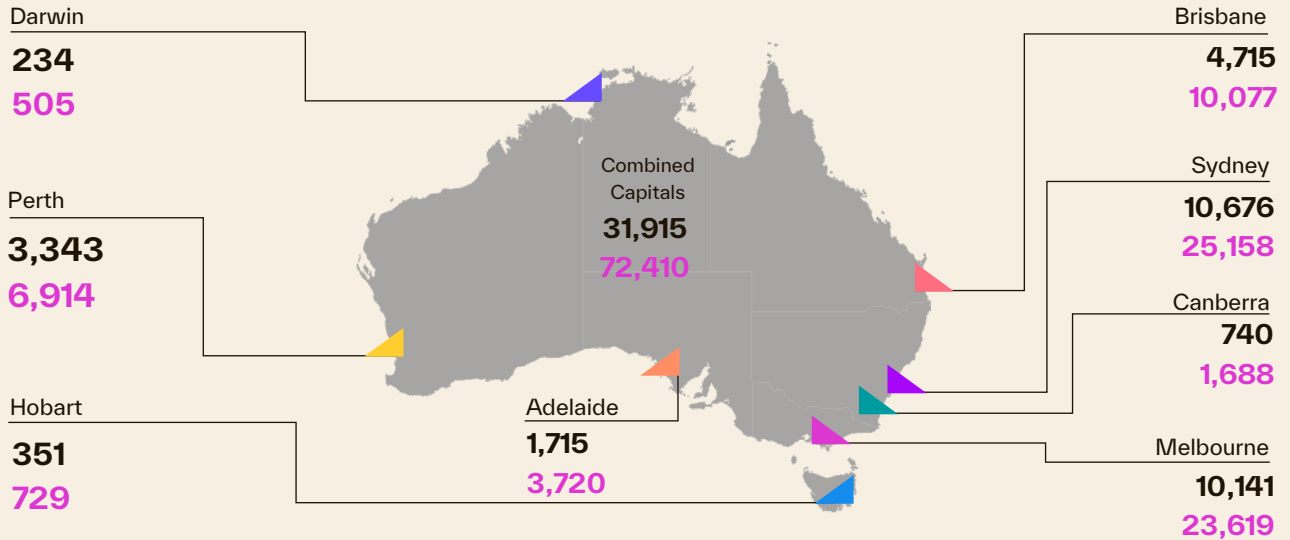 Darwin
234
505
Perth
3,343
6,914
Hobart
351
729
Combined
Capitals
31,915
72,410
Adelaide
1,715
3,720
Brisbane
4,715
10,077
Sydney
10,676
25,158
Canberra
740
1,688
Melbourne
10,141
23,619